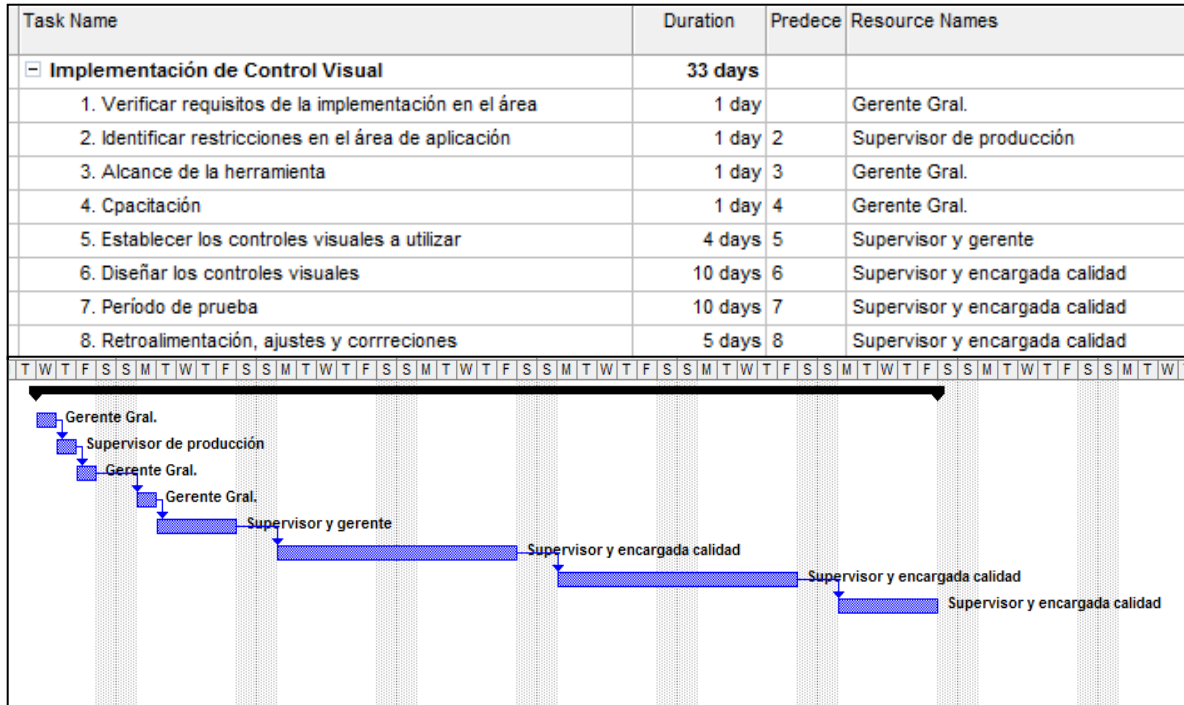 Task Name Duration Predece Resource Names
Implementación de Control Visual 33 days
1. Verificar requisitos de la implementación en el área 1 day Gerente Gral.
2. Identificar restricciones en el área de aplicación 1 day 2 Supervisor de producción
3. Alcance de la herramienta 1 day 3 Gerente Gral.
4. Cpacitación 1 day 4 Gerente Gral.
5. Establecer los controles visuales a utilizar 4 days 5 Supervisor y gerente
6. Diseñar los controles visuales 10 days 6 Supervisor y encargada calidad
7. Período de prueba 10 days 7 Supervisor y encargada calidad
8. Retroalimentación, ajustes y corrreciones 5 days 8 Supervisor y encargada calidad
T W T F S S M T W T F S S M T W T F S S M T W T F S S M T W T F S S M T W T F S S M T W T F S S M T W T F S S M T W
Gerente Gral.
Supervisor de producción
Gerente Gral.
Gerente Gral.
Supervisor y gerente
Supervisor y encargada calidad
Supervisor y encargada calidad
Supervisor y encargada calidad